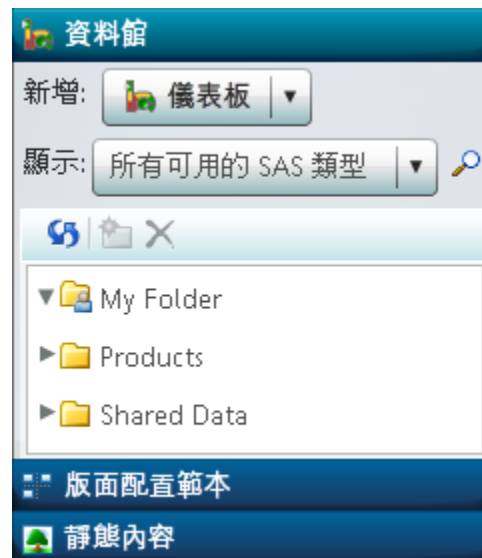 資料館
新增: 儀表板
顯示: 所有可用的 SAS 類型
My Folder
Products
Shared Data
版面配置範本
靜態內容